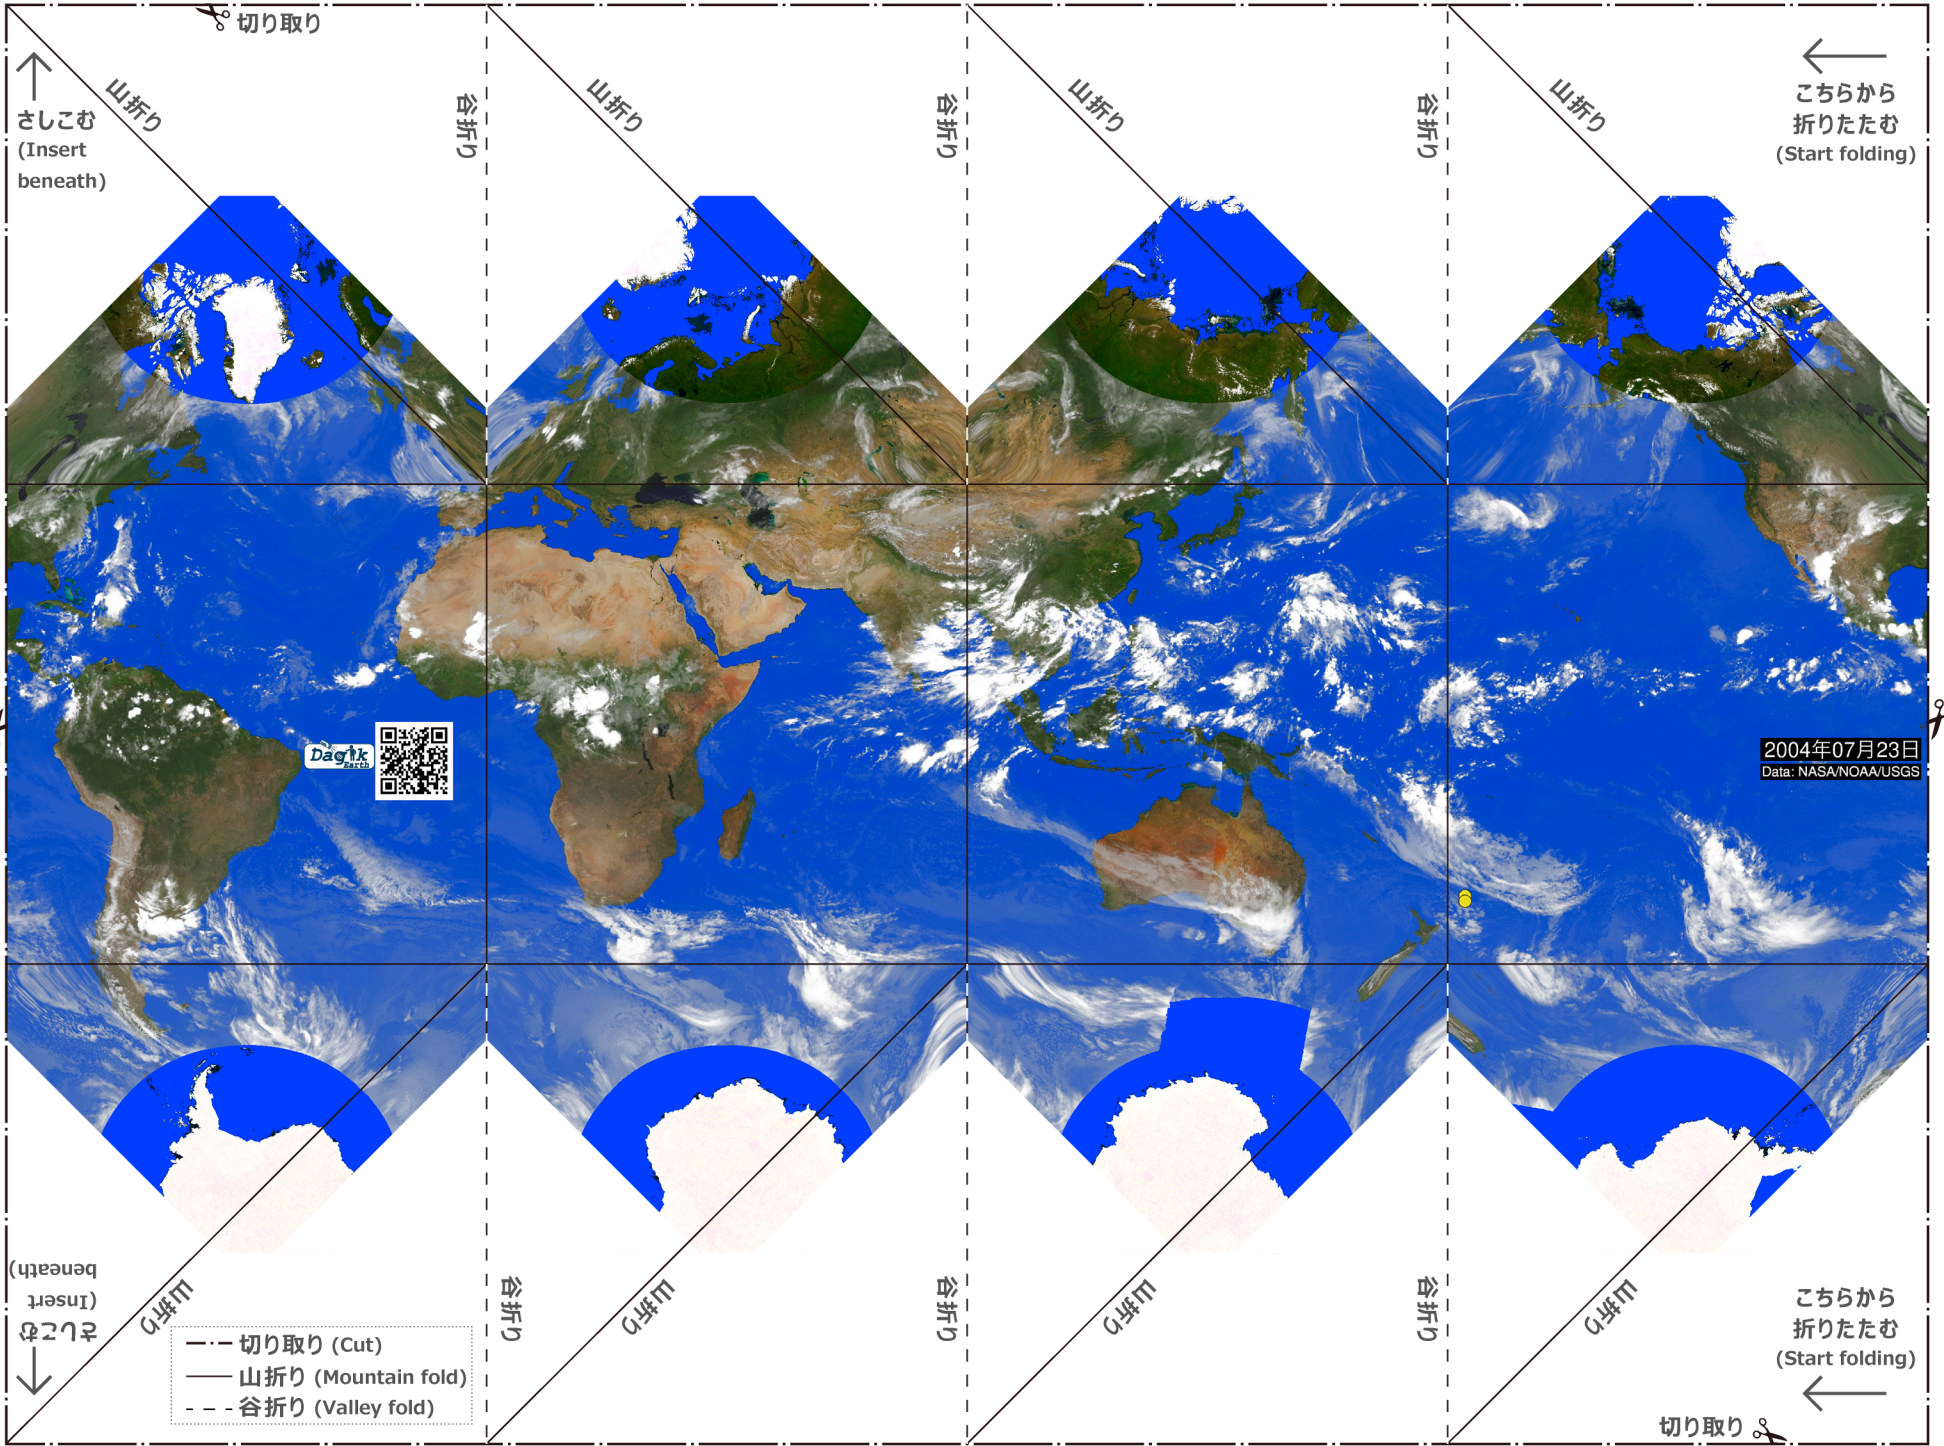 切り取り
山折り
谷折り
山折り
谷折り
山折り
谷折り
山折り
さしこむ
(Insert
beneath)
こちらから
折りたたむ
(Start folding)
Dagik
Earth
2004年07月23日
Data: NASA/NOAA/USGS
さしこむ
(Insert
beneath)
山折り
谷折り
山折り
谷折り
山折り
谷折り
山折り
こちらから
折りたたむ
(Start folding)
切り取り (Cut)
山折り (Mountain fold)
谷折り (Valley fold)
切り取り